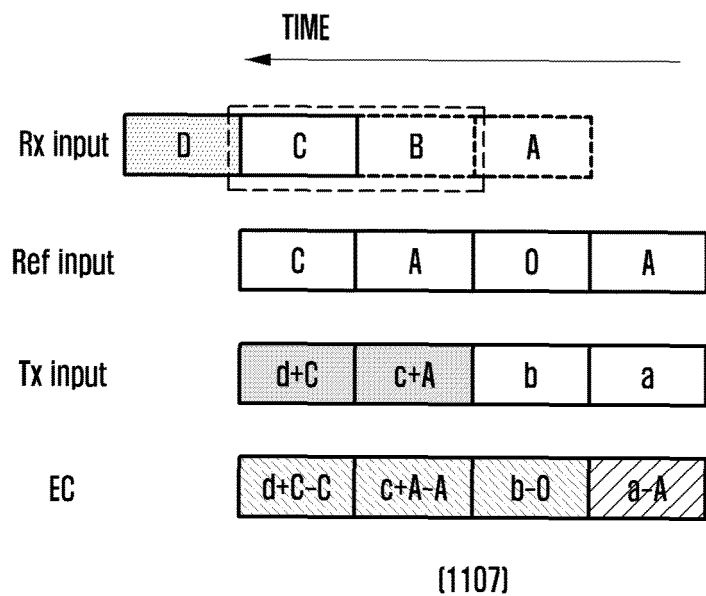 TIME
Rx input D C B A
Ref input C A 0 A
Tx input d+C c+A b a
EC d+C-C c+A-A b-0 a-A
(1107)